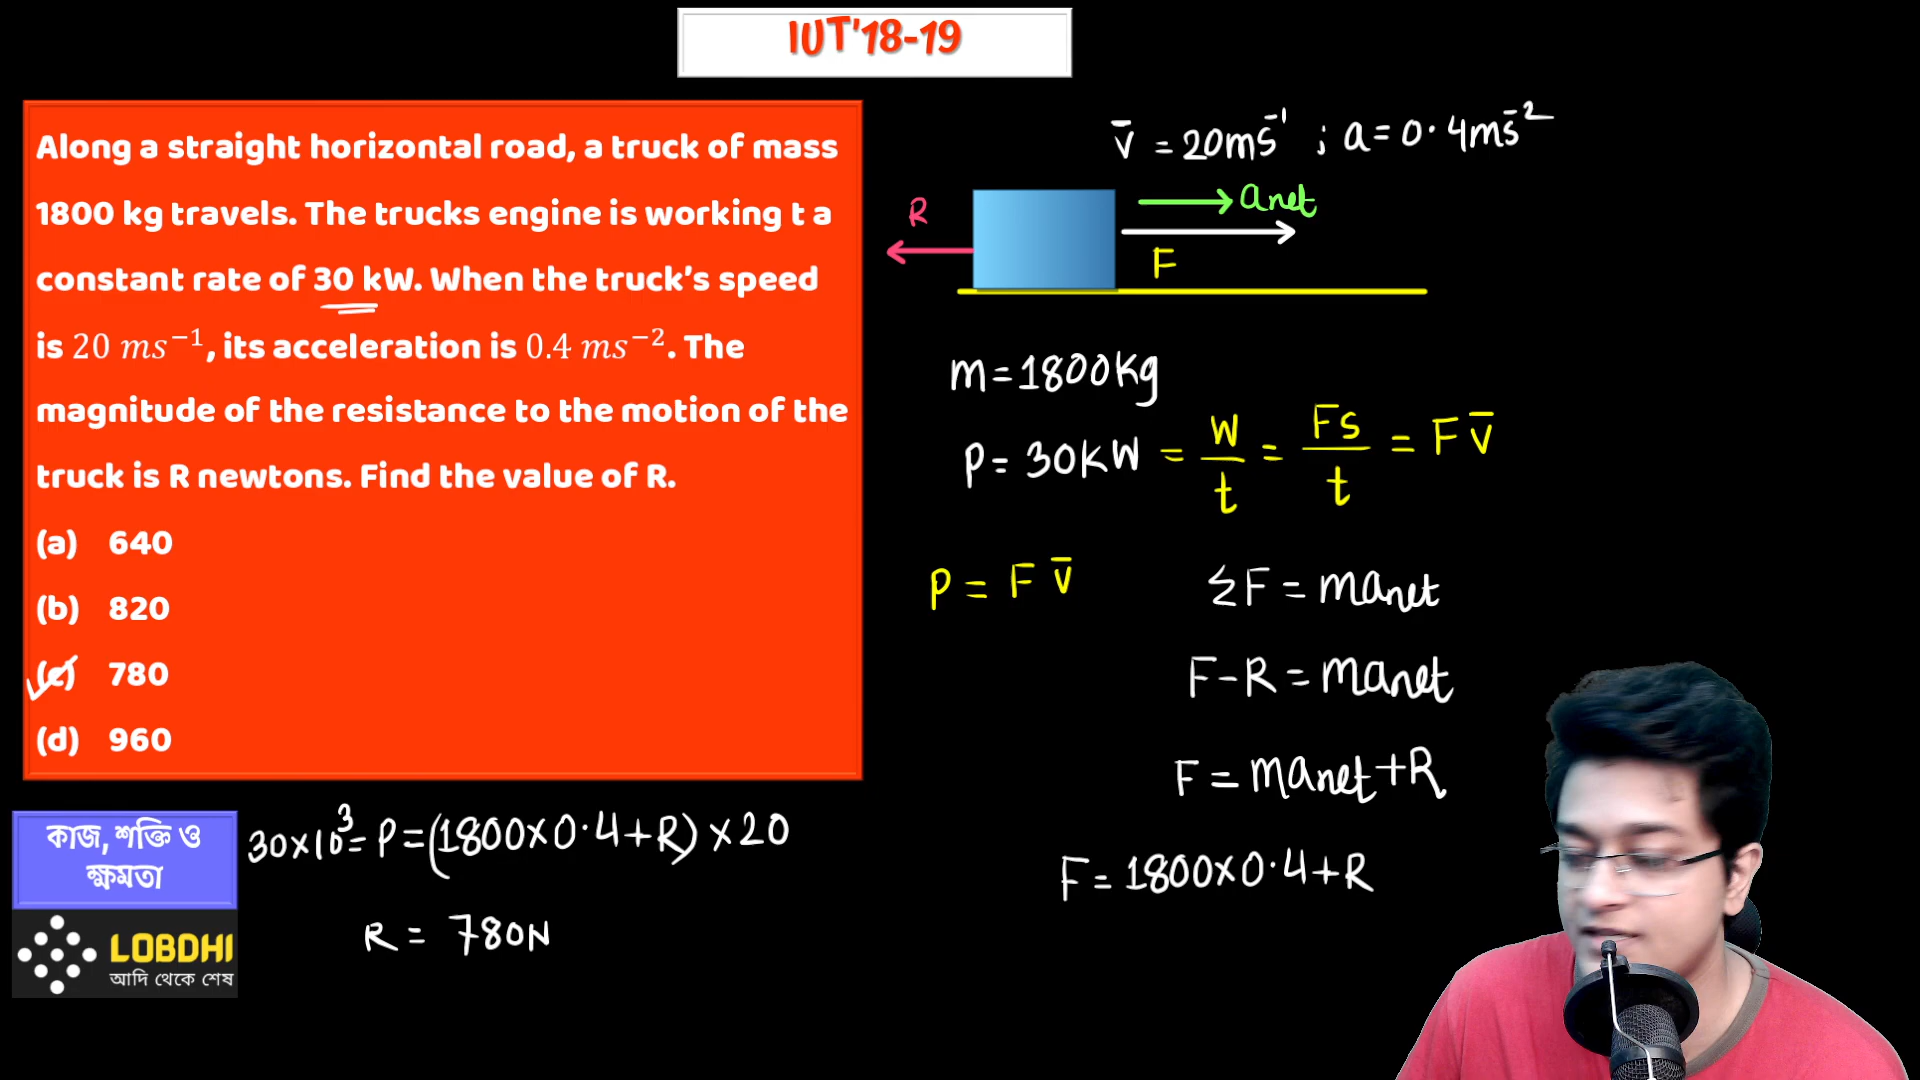 IUT'18-19
Along a straight horizontal road, a truck of mass
1800 kg travels. The trucks engine is working t a
constant rate of 30 kW. When the truck's speed
is 20 ms⁻¹, its acceleration is 0.4 ms⁻². The
magnitude of the resistance to the motion of the
truck is R newtons. Find the value of R.
(a) 640
(b) 820
(c) 780
(d) 960
v̄ = 20ms⁻¹ ; a = 0.4ms⁻²
R
anet
F
m = 1800kg
P = 30KW = W/t = Fs/t = Fv̄
P = Fv̄
ΣF = manet
F - R = manet
F = manet + R
F = 1800×0.4+R
30×10³ = P = (1800×0.4+R)×20
R = 780N
কাজ, শক্তি ও
ক্ষমতা
LOBDHI
আদি থেকে শেষ